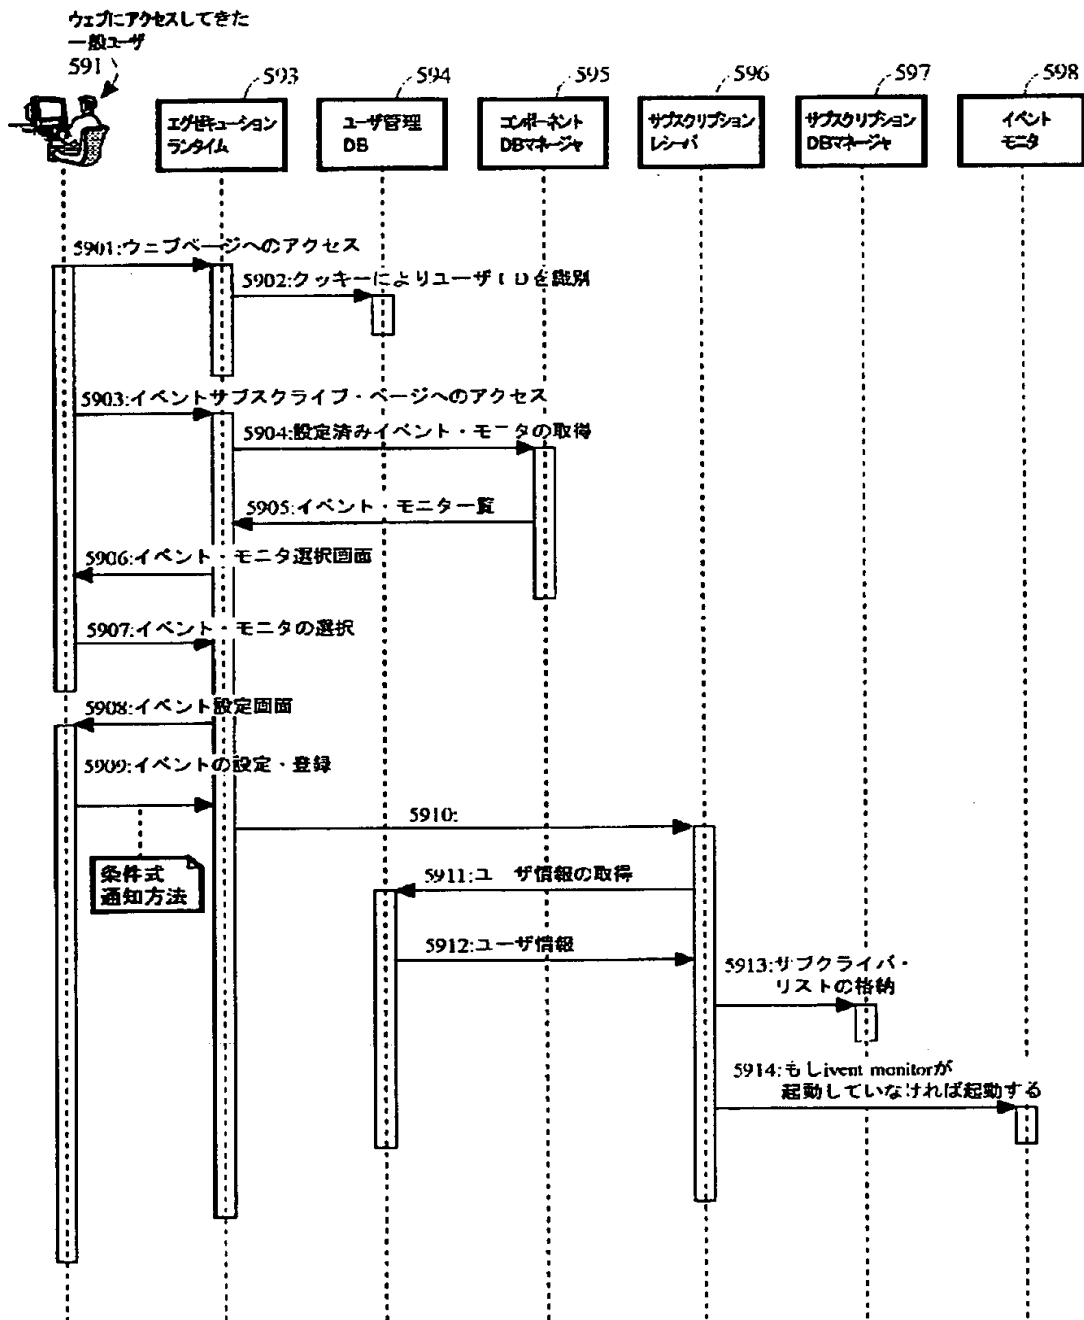 ウェブにアクセスしてきた
一般ユーザ
591
593
594
595
596
597
598
エグゼキューション
ランタイム
ユーザ管理
DB
コンポーネント
DBマネージャ
サブスクリプション
レシーバ
サブスクリプション
DBマネージャ
イベント
モニタ
5901:ウェブページへのアクセス
5902:クッキーによりユーザIDを識別
5903:イベントサブスクライブ・ページへのアクセス
5904:設定済みイベント・モニタの取得
5905:イベント・モニター覧
5906:イベント・モニタ選択画面
5907:イベント・モニタの選択
5908:イベント設定画面
5909:イベントの設定・登録
5910:
条件式
通知方法
5911:ユ ザ情報の取得
5912:ユーザ情報
5913:サブクライバ・
リストの格納
5914:もしivent monitorが
起動していなければ起動する